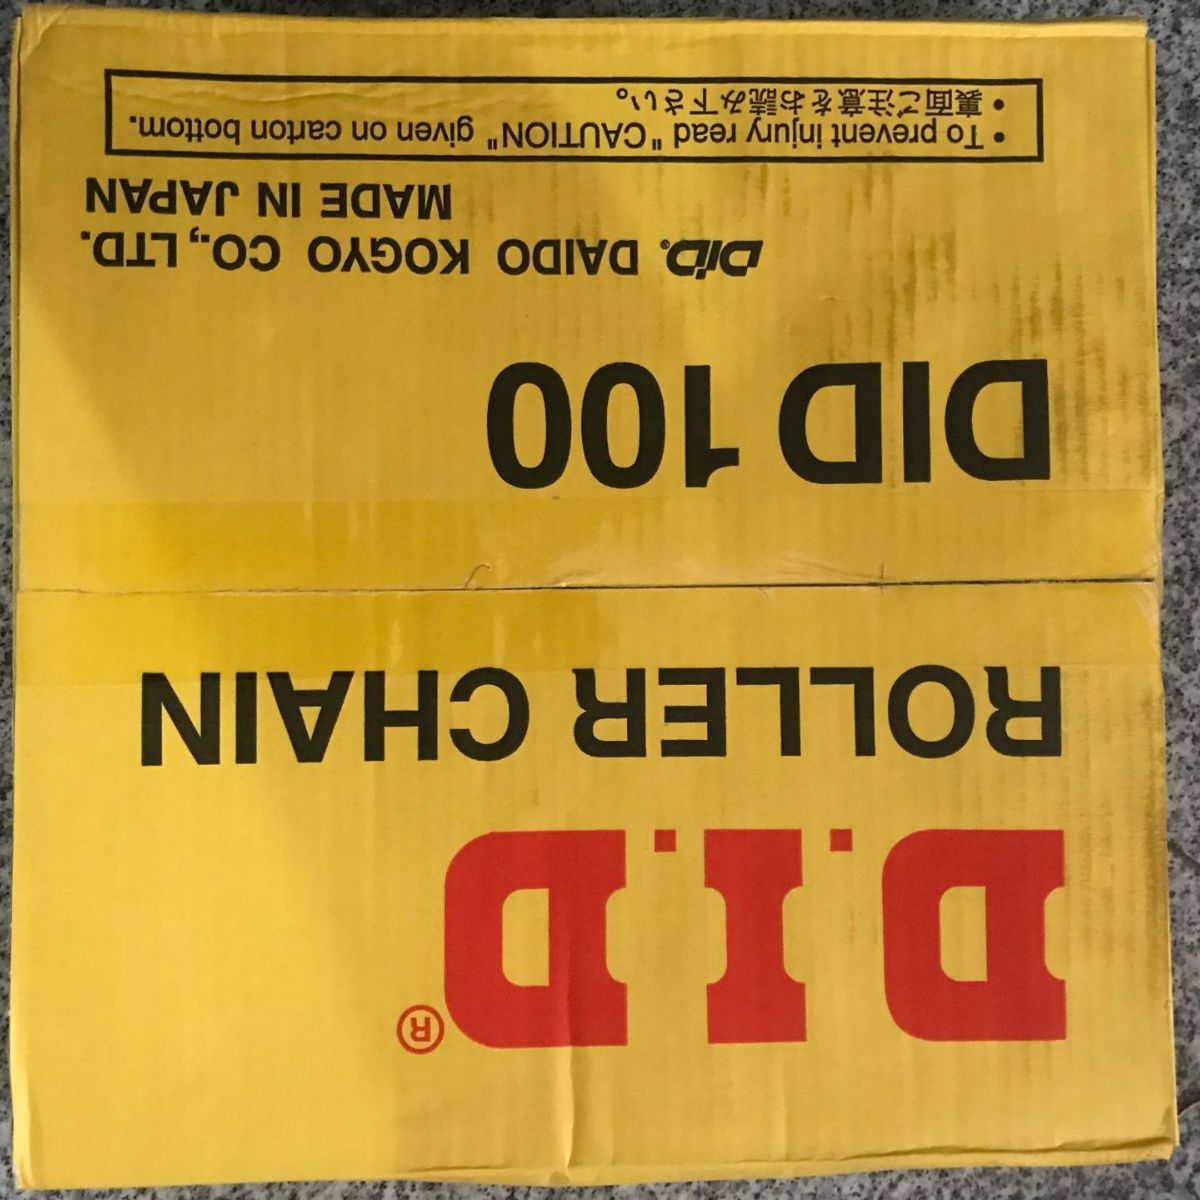 D.I.D®
ROLLER CHAIN
DID 100
DID® DAIDO KOGYO CO.,LTD.
MADE IN JAPAN
• To prevent injury read "CAUTION" given on carton bottom.
• 裏面ご注意をお読み下さい。